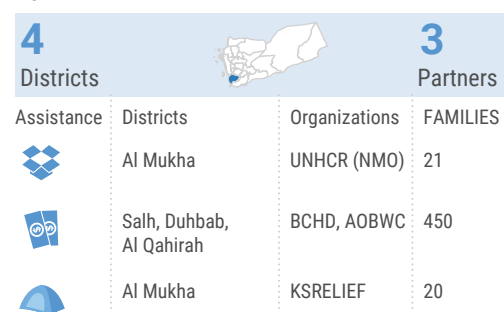 4
Districts
3
Partners
Assistance Districts Organizations FAMILIES
Al Mukha UNHCR (NMO) 21
Salh, Duhbab, BCHD, AOBWC 450
Al Qahirah
Al Mukha KSRELIEF 20